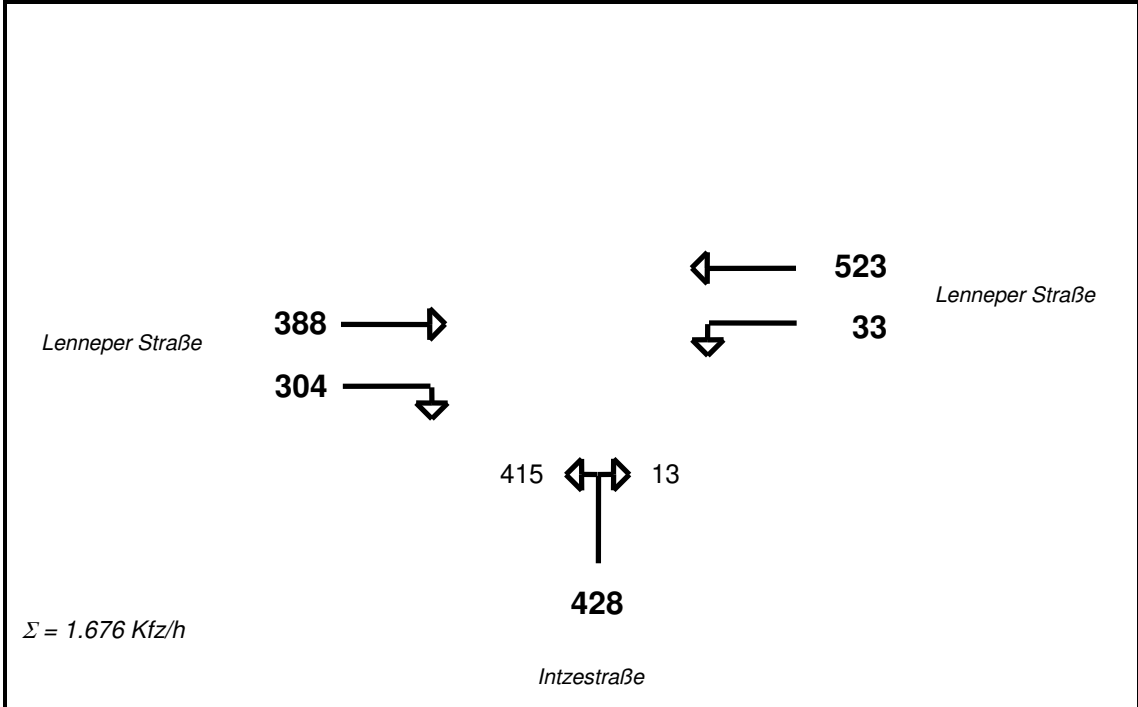 523
Lenneper Straße
388
33
Lenneper Straße
304
415
13
428
Σ = 1.676 Kfz/h
Intzestraße